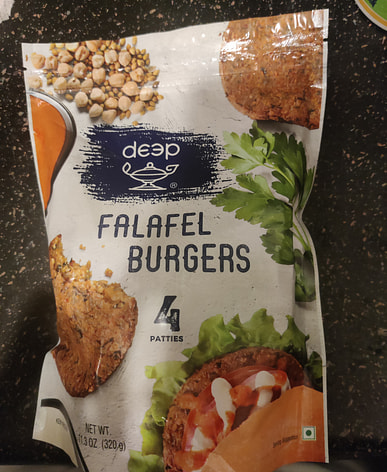 deep
®
FALAFEL
BURGERS
4
PATTIES
NET WT.
11.3 OZ (320 g)